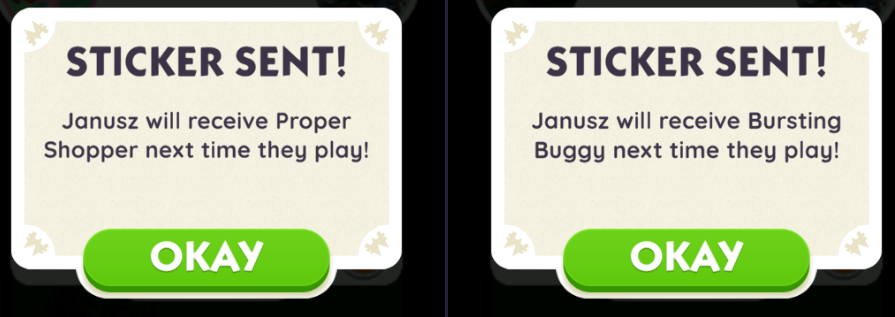 STICKER SENT!
Janusz will receive Proper
Shopper next time they play!
OKAY
STICKER SENT!
Janusz will receive Bursting
Buggy next time they play!
OKAY